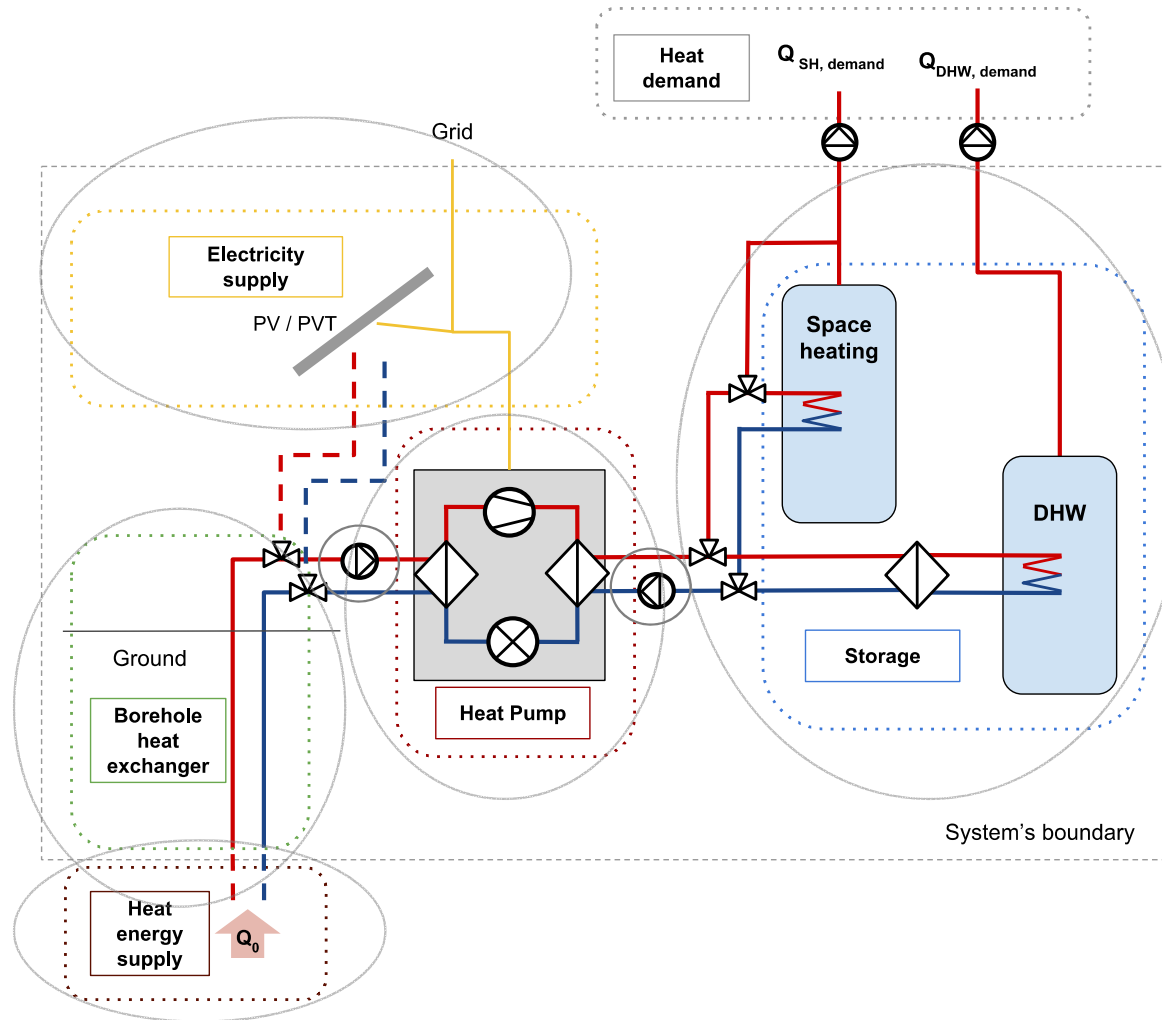 Heat
demand
Q SH, demand
QDHW, demand
Grid
Electricity
supply
PV / PVT
Space
heating
DHW
Storage
Ground
Borehole
heat
exchanger
Heat Pump
System's boundary
Heat
energy
supply
Q0